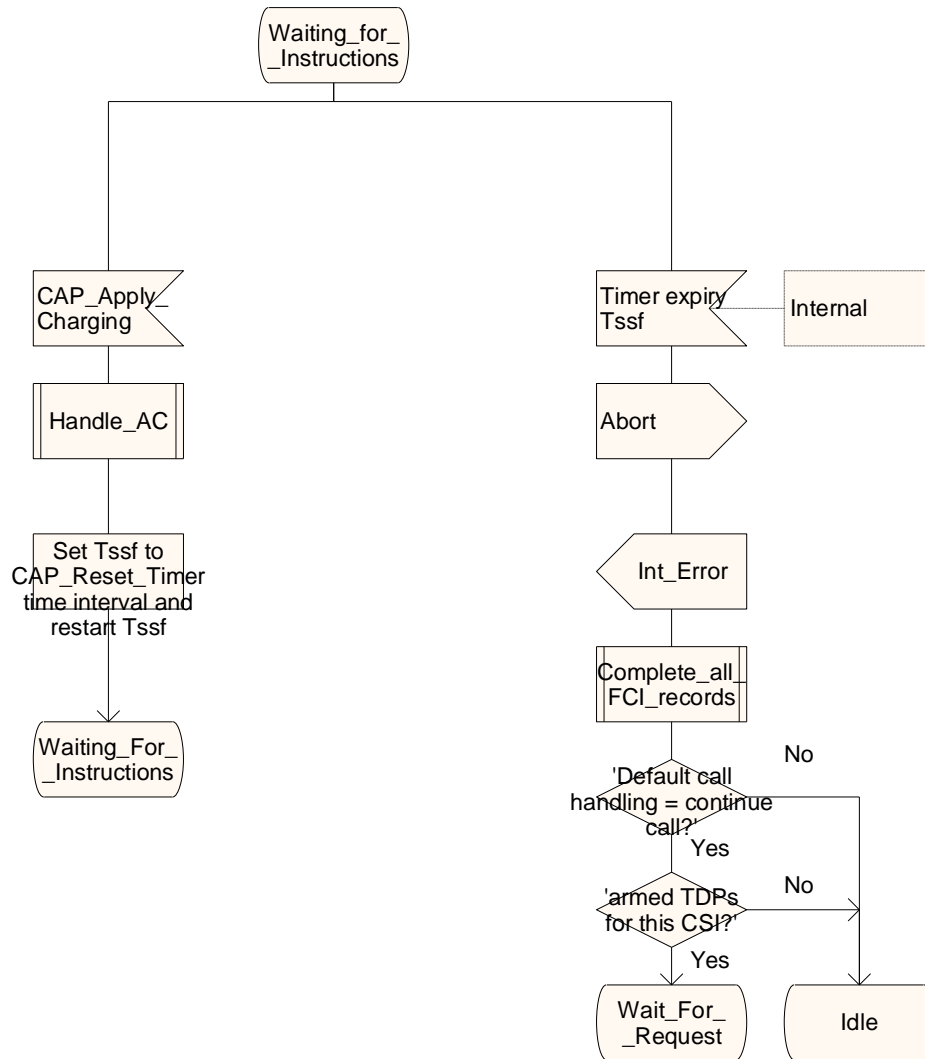 Waiting_for_
_Instructions
CAP_Apply_
Charging
Timer expiry
Tssf
Internal
Handle_AC
Abort
Set Tssf to
CAP_Reset_Timer
time interval and
restart Tssf
Int_Error
Complete_all_
FCI_records
Waiting_For_
_Instructions
'Default call
handling = continue
call?'
No
Yes
'armed TDPs
for this CSI?'
No
Yes
Wait_For_
_Request
Idle